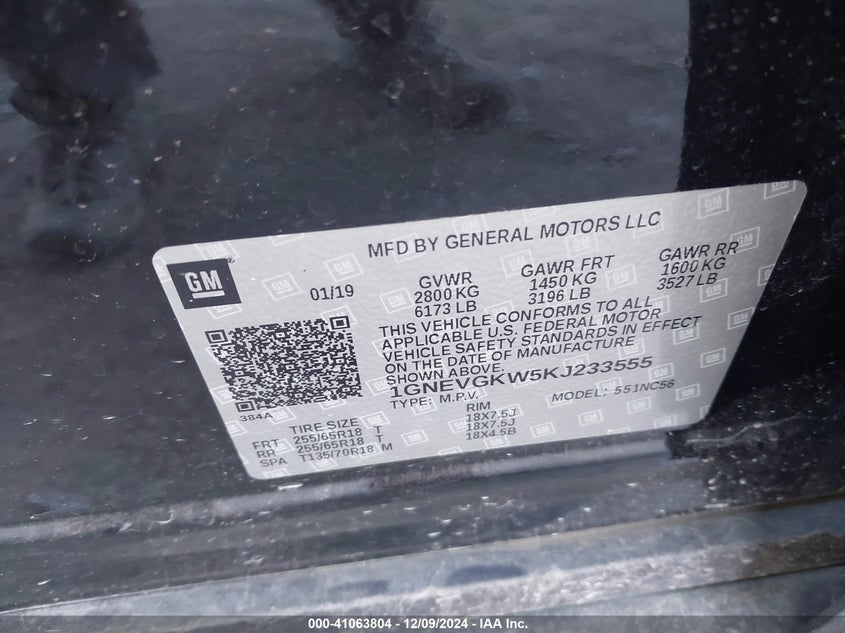 MFD BY GENERAL MOTORS LLC
GM ®
01/19
GVWR GAWR FRT GAWR RR
2800 KG 1450 KG 1600 KG
6173 LB 3196 LB 3527 LB
THIS VEHICLE CONFORMS TO ALL
APPLICABLE U.S. FEDERAL MOTOR
VEHICLE SAFETY STANDARDS IN EFFECT
ON THE DATE OF MANUFACTURE
SHOWN ABOVE.
1GNEVGKW5KJ233555
TYPE: M.P.V. MODEL: 551NC56
384A
TIRE SIZE RIM
FRT 255/65R18 T 18X7.5J
RR 255/65R18 T 18X7.5J
SPA T135/70R18 M 18X4.5B
000-41063804 - 12/09/2024 - IAA Inc.